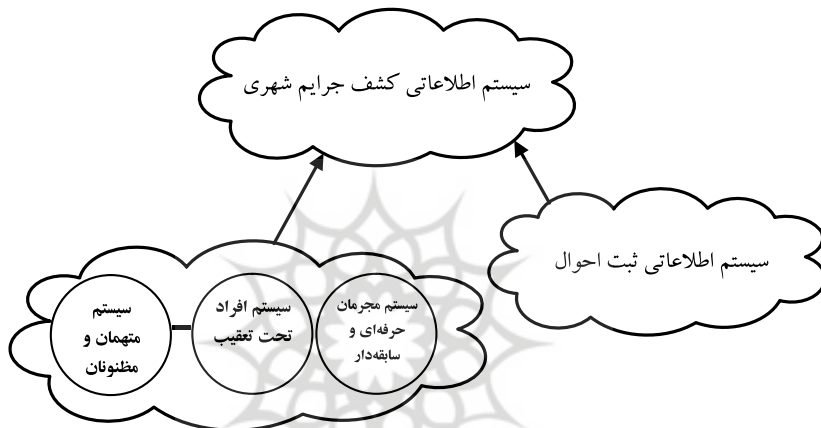 سیستم اطلاعاتی کشف جرایم شهری
سیستم اطلاعاتی ثبت احوال
سیستم مجرمان
حرفه‌ای و
سابقه‌دار
سیستم افراد
تحت تعقیب
سیستم
متهمان و
مظنونان